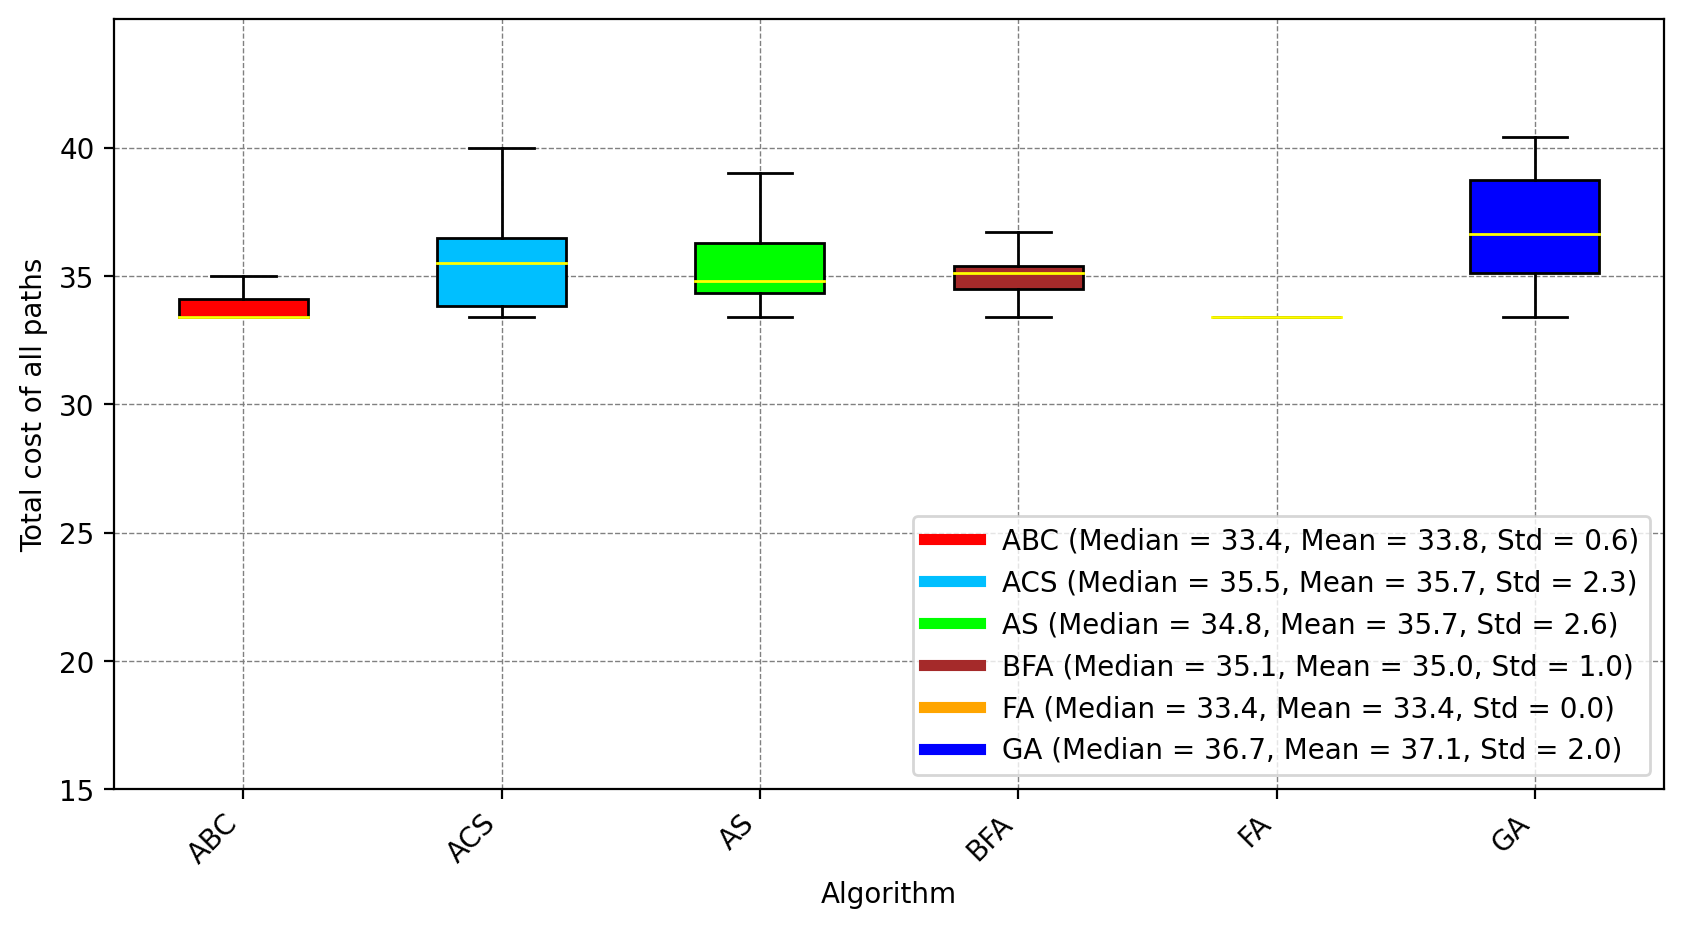 Total cost of all paths
40
35
30
25
20
15
ABC (Median = 33.4, Mean = 33.8, Std = 0.6)
ACS (Median = 35.5, Mean = 35.7, Std = 2.3)
AS (Median = 34.8, Mean = 35.7, Std = 2.6)
BFA (Median = 35.1, Mean = 35.0, Std = 1.0)
FA (Median = 33.4, Mean = 33.4, Std = 0.0)
GA (Median = 36.7, Mean = 37.1, Std = 2.0)
ABC
ACS
AS
BFA
FA
GA
Algorithm